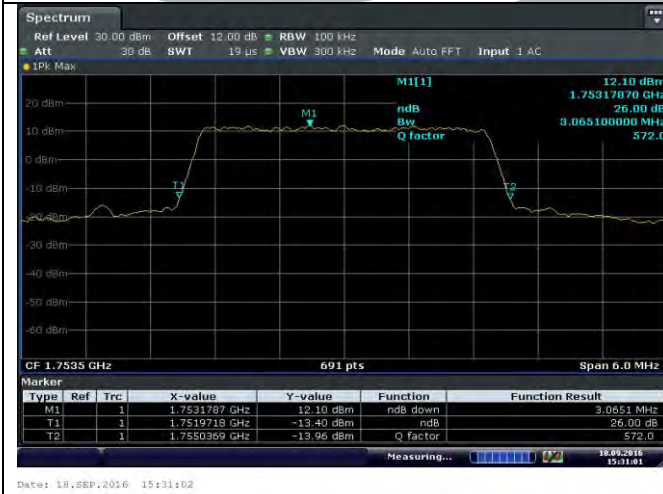 Spectrum
Ref Level 30.00 dBm Offset 12.00 dB RBW 100 kHz
Att 30 dB SWT 19 µs VBW 300 kHz Mode Auto FFT Input 1 AC
1Pk Max
M1[1] 12.10 dBm
1.75317870 GHz
20 dBm
ndB 26.00 dB
M1
Bw 3.065100000 MHz
10 dBm
Q factor 572.0
0 dBm
-10 dBm
T1
T2
-20 dBm
-30 dBm
-40 dBm
-50 dBm
-60 dBm
CF 1.7535 GHz 691 pts Span 6.0 MHz
Marker
Type Ref Trc X-value Y-value Function Function Result
M1 1 1.7531787 GHz 12.10 dBm ndB down 3.0651 MHz
T1 1 1.7519718 GHz -13.40 dBm ndB 26.00 dB
T2 1 1.7550369 GHz -13.96 dBm Q factor 572.0
Measuring... 18.09.2016
15:31:01
Date: 18.SEP.2016 15:31:02